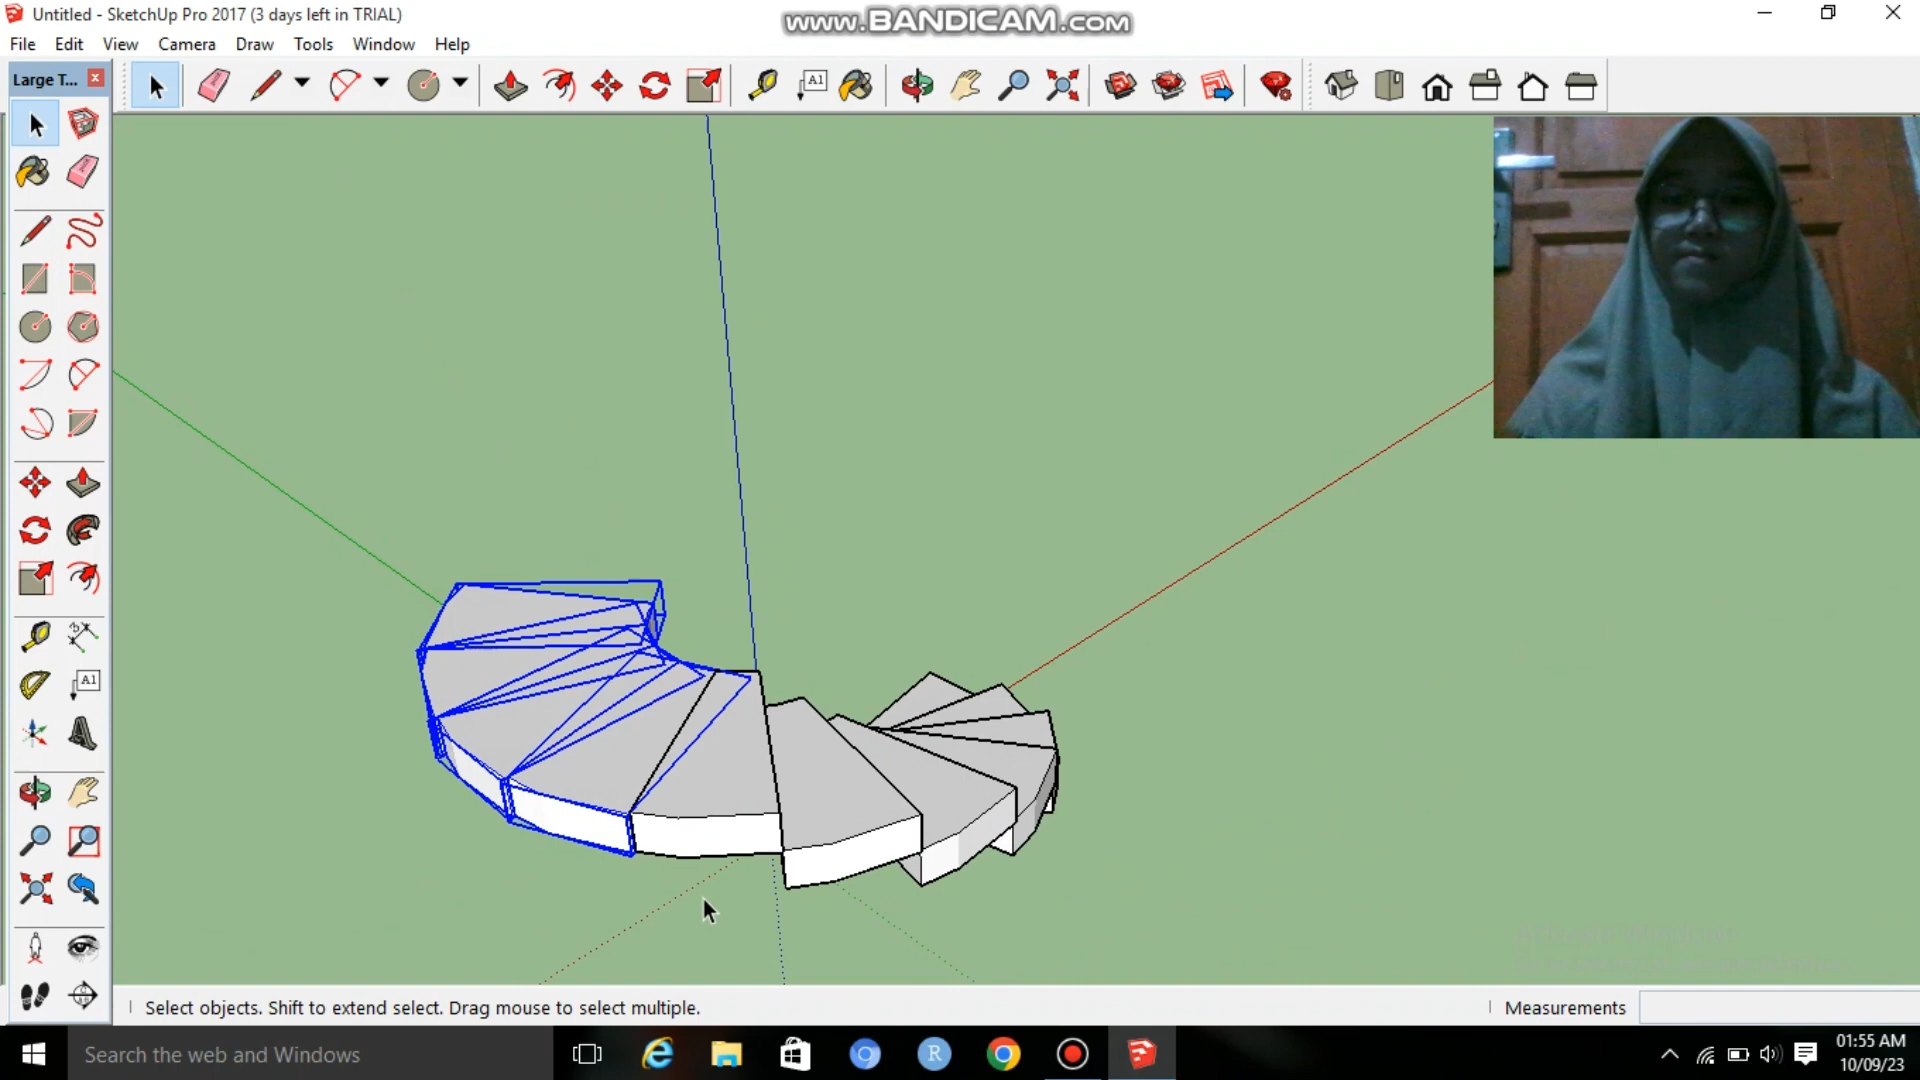 Untitled - SketchUp Pro 2017 (3 days left in TRIAL)
www.BANDICAM.com
File Edit View Camera Draw Tools Window Help
Large T...
A1
A1
Select objects. Shift to extend select. Drag mouse to select multiple.
Measurements
Search the web and Windows
R
01:55 AM
10/09/23